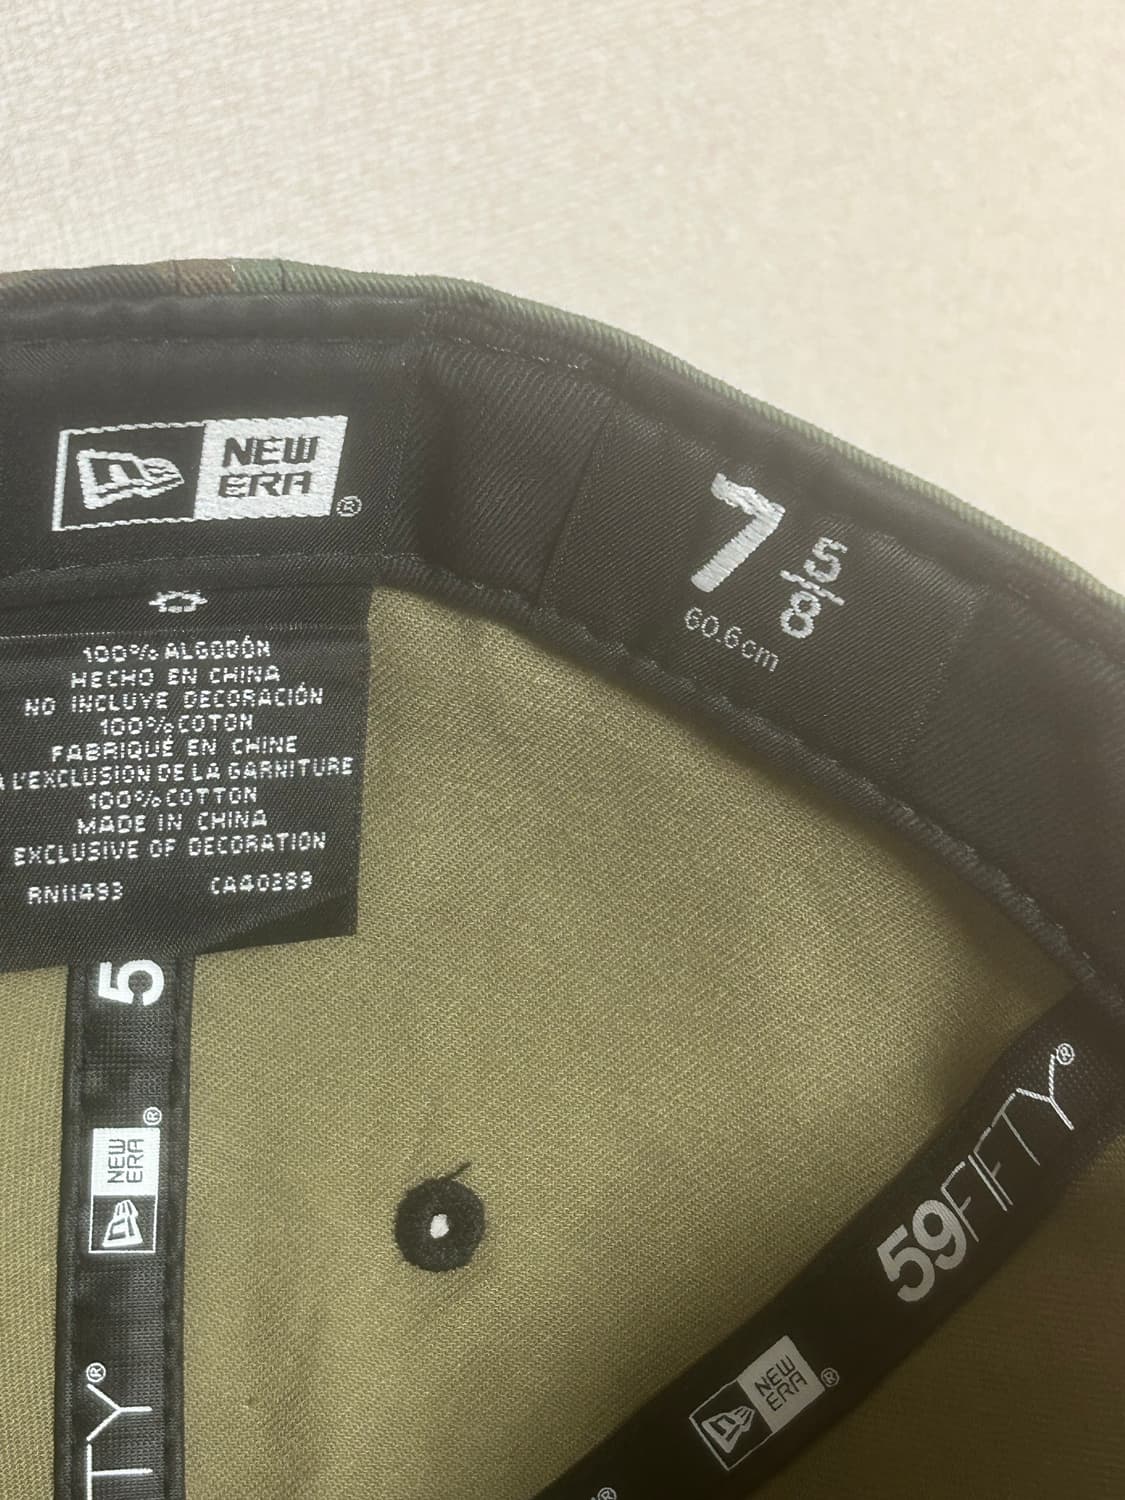 NEW
ERA
®
7 5/8
60.6cm
100% ALGODÓN
HECHO EN CHINA
NO INCLUYE DECORACIÓN
100% COTON
FABRIQUÉ EN CHINE
À L'EXCLUSION DE LA GARNITURE
100% COTTON
MADE IN CHINA
EXCLUSIVE OF DECORATION
RN11493 CA40289
5
NEW
ERA
®
TY®
59FIFTY®
NEW
ERA
®
®